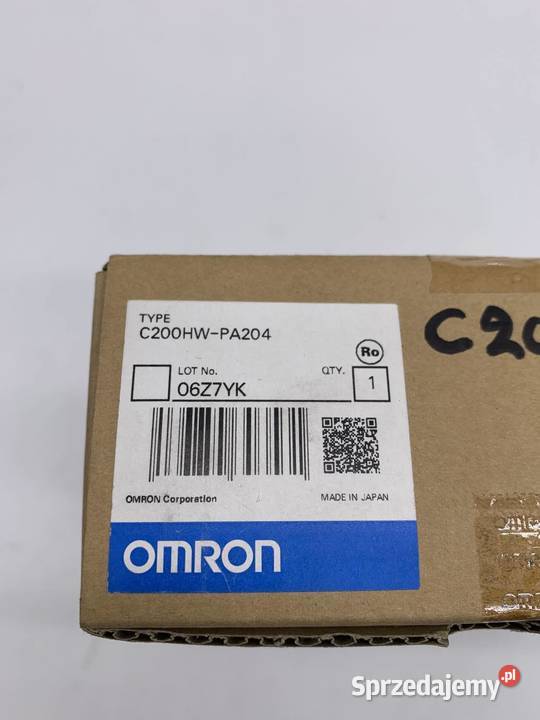 TYPE
C200HW-PA204
Ro
LOT No.
QTY.
06Z7YK
1
OMRON Corporation
MADE IN JAPAN
OMRON
C20
Sprzedajemy.pl